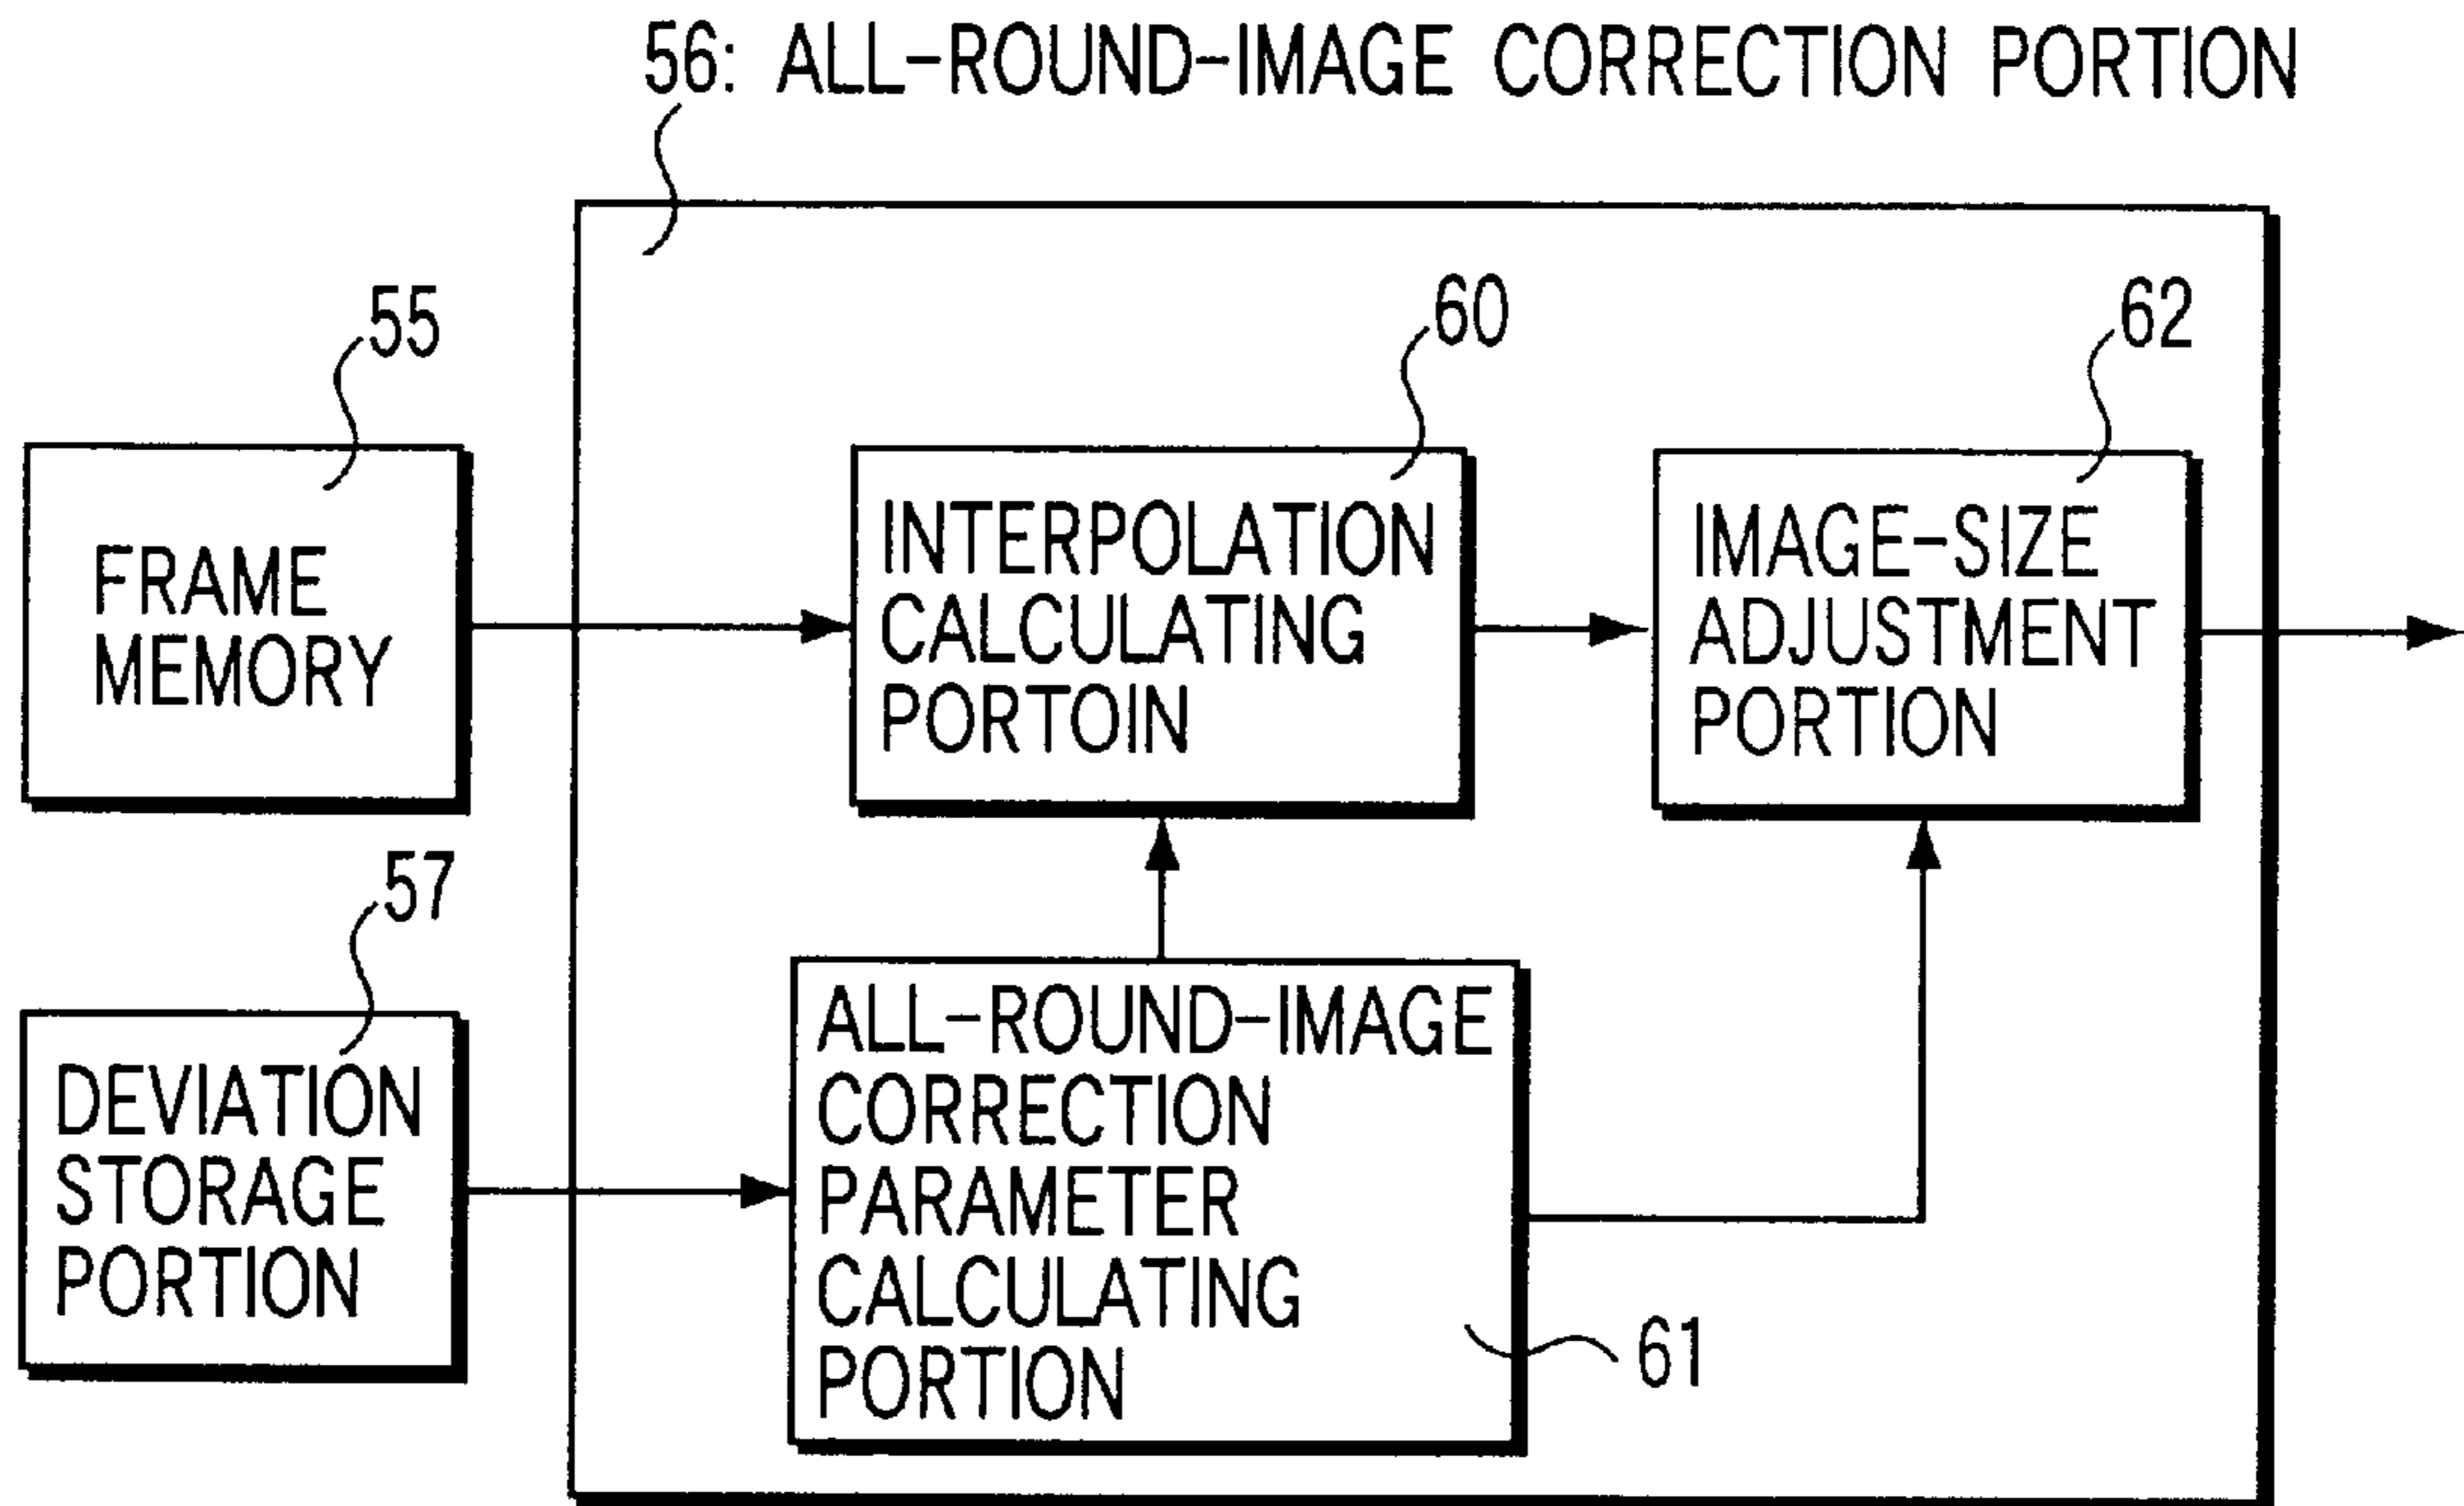 56: ALL-ROUND-IMAGE CORRECTION PORTION
55
FRAME
MEMORY
60
INTERPOLATION
CALCULATING
PORTOIN
62
IMAGE-SIZE
ADJUSTMENT
PORTION
57
DEVIATION
STORAGE
PORTION
ALL-ROUND-IMAGE
CORRECTION
PARAMETER
CALCULATING
PORTION
61